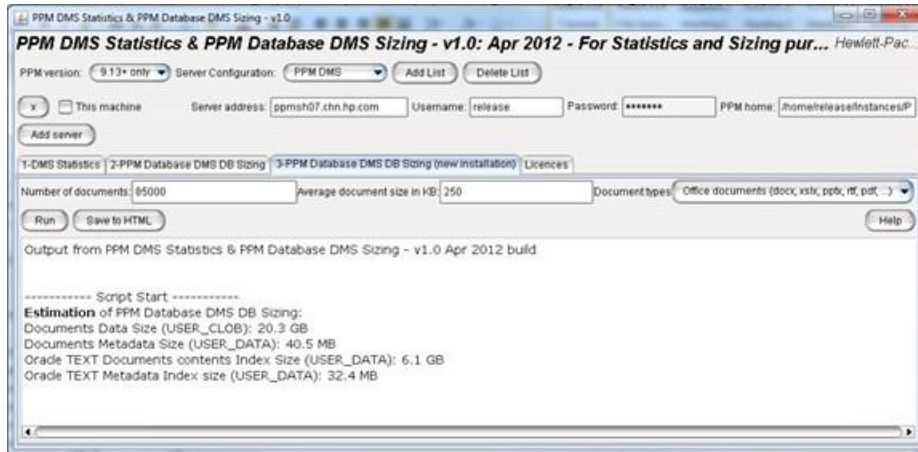 PPM DMS Statistics & PPM Database DMS Sizing - v1.0
PPM DMS Statistics & PPM Database DMS Sizing - v1.0: Apr 2012 - For Statistics and Sizing pur... Hewlett-Pac...
PPM version: 9.13+ only Server Configuration: PPM DMS Add List Delete List
x This machine Server address: ppmsh07.chn.hp.com Username: release Password: ******* PPM home: /home/release/Instances/P
Add server
1-DMS Statistics 2-PPM Database DMS DB Sizing 3-PPM Database DMS DB Sizing (new installation) Licences
Number of documents: 85000 Average document size in KB: 250 Document types: Office documents (docx, xslx, pptx, rtf, pdf, ...)
Run Save to HTML Help
Output from PPM DMS Statistics & PPM Database DMS Sizing - v1.0 Apr 2012 build
----------- Script Start -----------
Estimation of PPM Database DMS DB Sizing:
Documents Data Size (USER_CLOB): 20.3 GB
Documents Metadata Size (USER_DATA): 40.5 MB
Oracle TEXT Documents contents Index Size (USER_DATA): 6.1 GB
Oracle TEXT Metadata Index size (USER_DATA): 32.4 MB